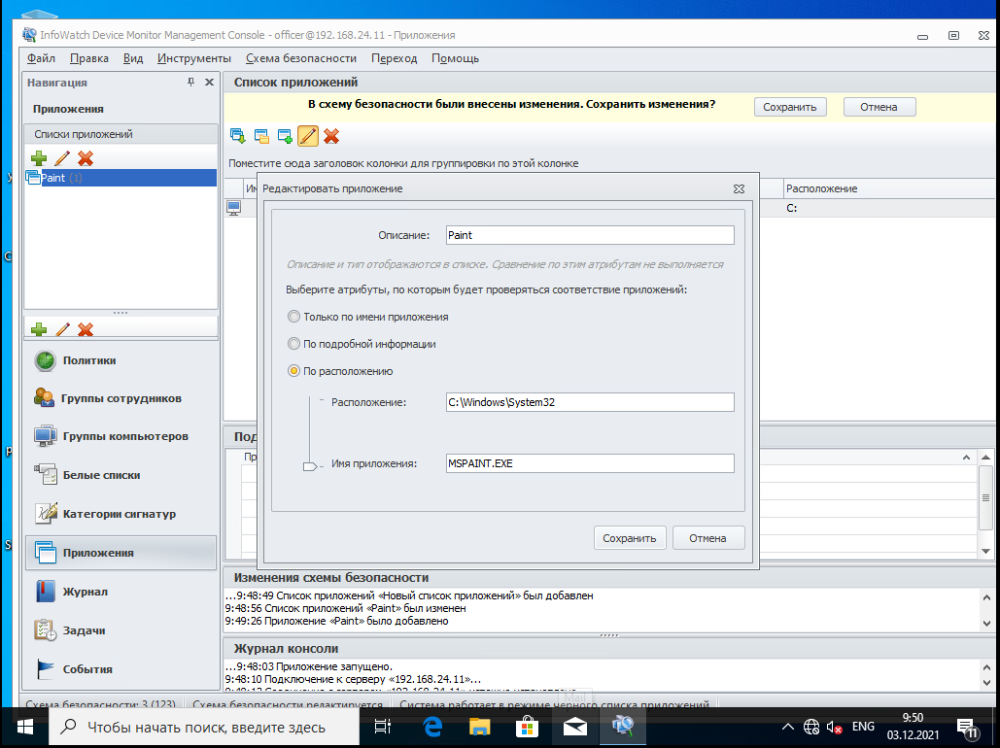 InfoWatch Device Monitor Management Console - officer@192.168.24.11 - Приложения
Файл Правка Вид Инструменты Схема безопасности Переход Помощь
Навигация
Список приложений
Приложения
В схему безопасности были внесены изменения. Сохранить изменения?
Сохранить
Отмена
Списки приложений
Поместите сюда заголовок колонки для группировки по этой колонке
Paint (1)
Расположение
C:
Редактировать приложение
Описание:
Paint
Описание и тип отображаются в списке. Сравнение по этим атрибутам не выполняется
Выберите атрибуты, по которым будет проверяться соответствие приложений:
Только по имени приложения
По подробной информации
По расположению
Расположение:
C:\Windows\System32
Имя приложения:
MSPAINT.EXE
Сохранить
Отмена
Политики
Группы сотрудников
Группы компьютеров
Белые списки
Категории сигнатур
Приложения
Журнал
Задачи
События
Изменения схемы безопасности
...9:48:49 Список приложений «Новый список приложений» был добавлен
9:48:56 Список приложений «Paint» был изменен
9:49:26 Приложение «Paint» было добавлено
Журнал консоли
...9:48:03 Приложение запущено.
9:48:10 Подключение к серверу «192.168.24.11»...
Схема безопасности: 3 (123)
Схема безопасности редактируется
Система работает в режиме черного списка приложений
Mail
Чтобы начать поиск, введите здесь
ENG
9:50
03.12.2021
11